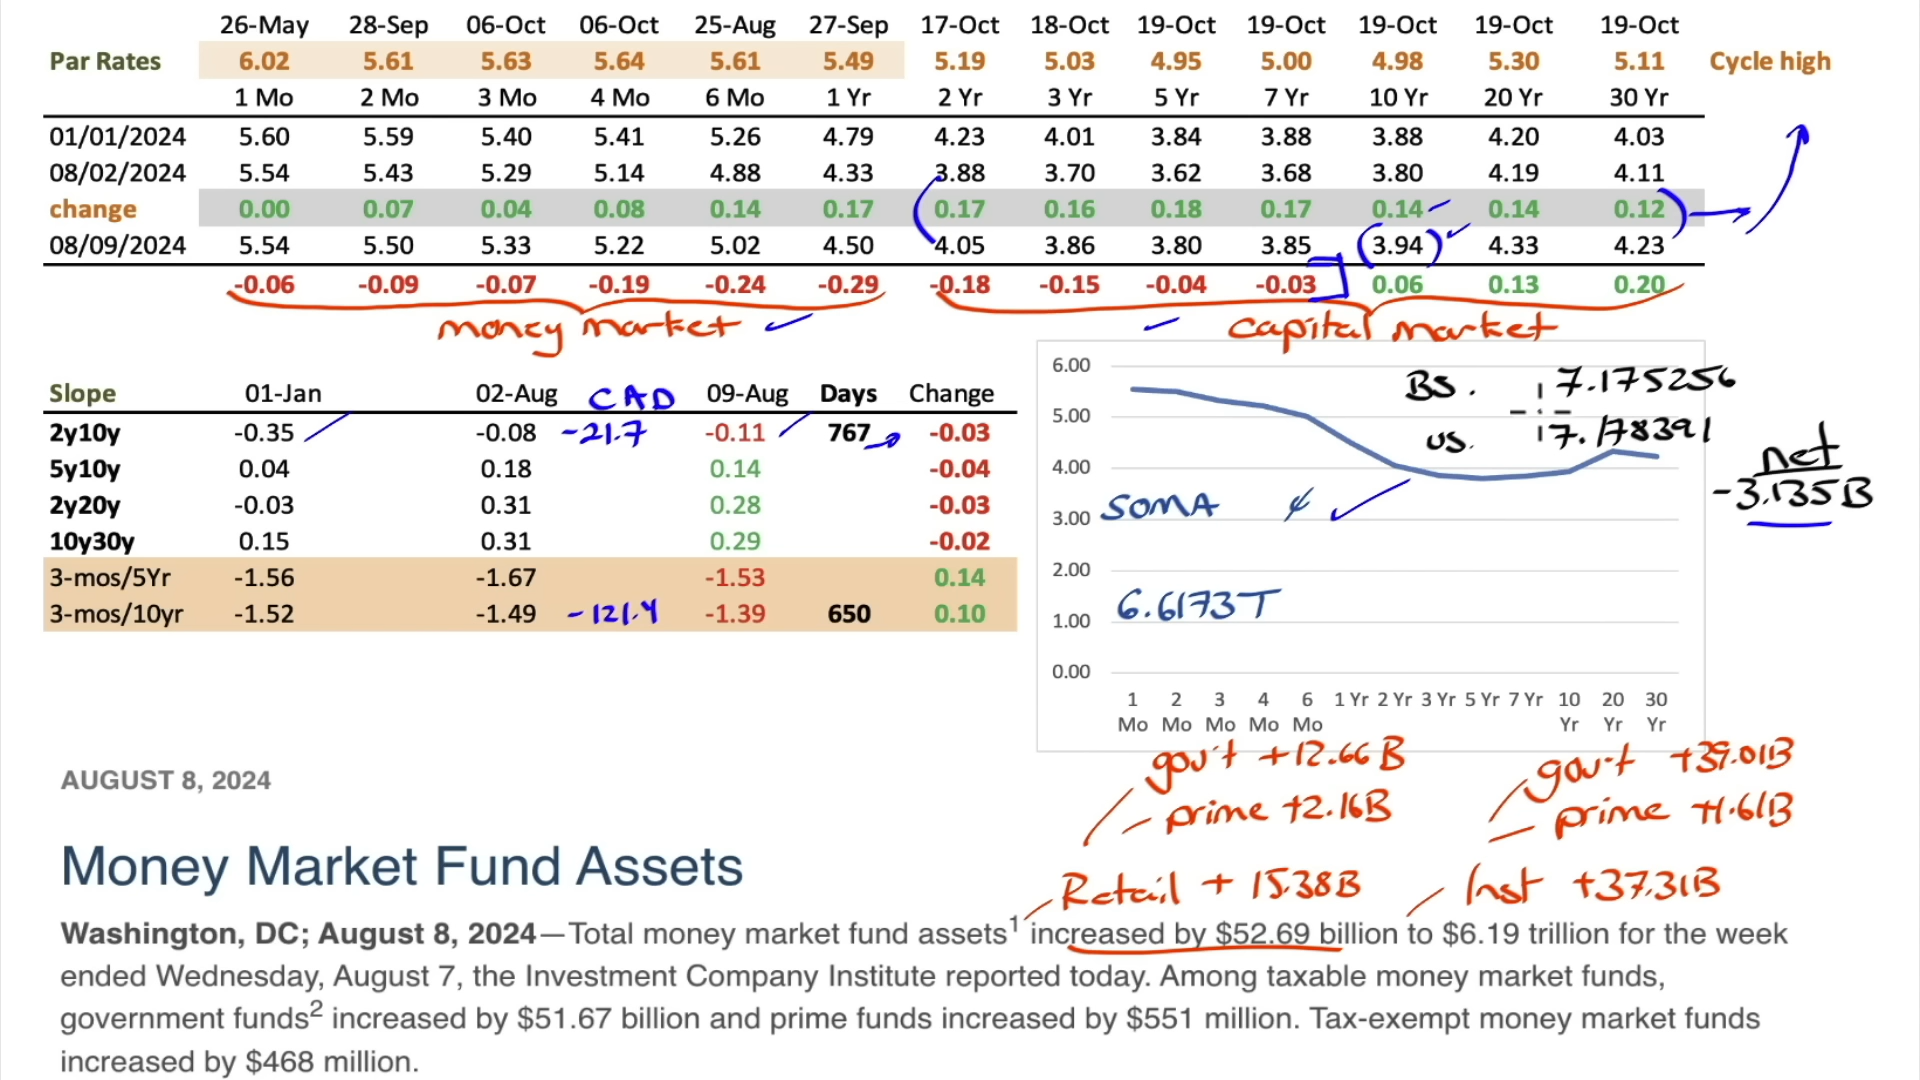 26-May 28-Sep 06-Oct 06-Oct 25-Aug 27-Sep 17-Oct 18-Oct 19-Oct 19-Oct 19-Oct 19-Oct 19-Oct
Par Rates 6.02 5.61 5.63 5.64 5.61 5.49 5.19 5.03 4.95 5.00 4.98 5.30 5.11 Cycle high
1 Mo 2 Mo 3 Mo 4 Mo 6 Mo 1 Yr 2 Yr 3 Yr 5 Yr 7 Yr 10 Yr 20 Yr 30 Yr
01/01/2024 5.60 5.59 5.40 5.41 5.26 4.79 4.23 4.01 3.84 3.88 3.88 4.20 4.03
08/02/2024 5.54 5.43 5.29 5.14 4.88 4.33 3.88 3.70 3.62 3.68 3.80 4.19 4.11
change 0.00 0.07 0.04 0.08 0.14 0.17 0.17 0.16 0.18 0.17 0.14 0.14 0.12
08/09/2024 5.54 5.50 5.33 5.22 5.02 4.50 4.05 3.86 3.80 3.85 (3.94) 4.33 4.23
-0.06 -0.09 -0.07 -0.19 -0.24 -0.29 -0.18 -0.15 -0.04 -0.03 0.06 0.13 0.20
money market capital market
Slope 01-Jan 02-Aug CAD 09-Aug Days Change
2y10y -0.35 -0.08 -21.7 -0.11 767 -0.03
5y10y 0.04 0.18 0.14 -0.04
2y20y -0.03 0.31 0.28 -0.03
10y30y 0.15 0.31 0.29 -0.02
3-mos/5Yr -1.56 -1.67 -1.53 0.14
3-mos/10yr -1.52 -1.49 -121.4 -1.39 650 0.10
6.00
5.00
4.00
3.00
2.00
1.00
0.00
BS. 7.175256
vs. 7.178391
net
-3.135B
SOMA
6.6173T
1 2 3 4 6 1 Yr 2 Yr 3 Yr 5 Yr 7 Yr 10 20 30
Mo Mo Mo Mo Mo Yr Yr Yr
gov't +12.66B gov't +39.01B
prime +2.16B prime +1.61B
Retail + 15.38B Inst +37.31B
AUGUST 8, 2024
Money Market Fund Assets
Washington, DC; August 8, 2024—Total money market fund assets1 increased by $52.69 billion to $6.19 trillion for the week
ended Wednesday, August 7, the Investment Company Institute reported today. Among taxable money market funds,
government funds2 increased by $51.67 billion and prime funds increased by $551 million. Tax-exempt money market funds
increased by $468 million.